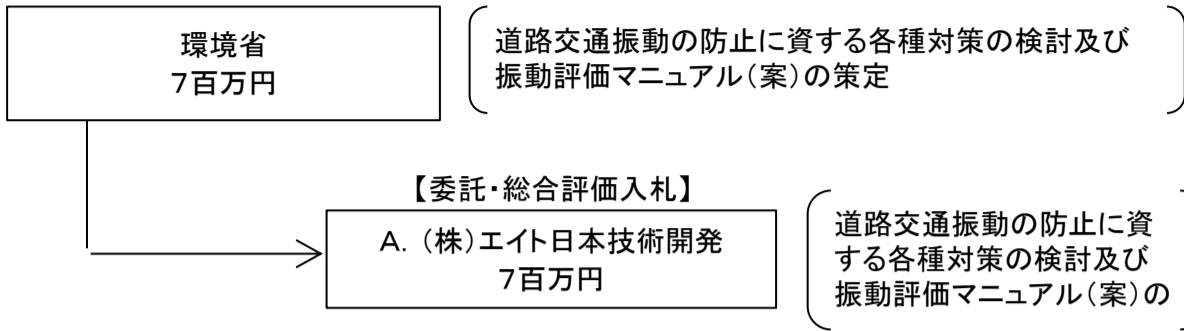 環境省
7百万円
道路交通振動の防止に資する各種対策の検討及び
振動評価マニュアル(案)の策定
【委託・総合評価入札】
A. (株)エイト日本技術開発
7百万円
道路交通振動の防止に資
する各種対策の検討及び
振動評価マニュアル(案)の